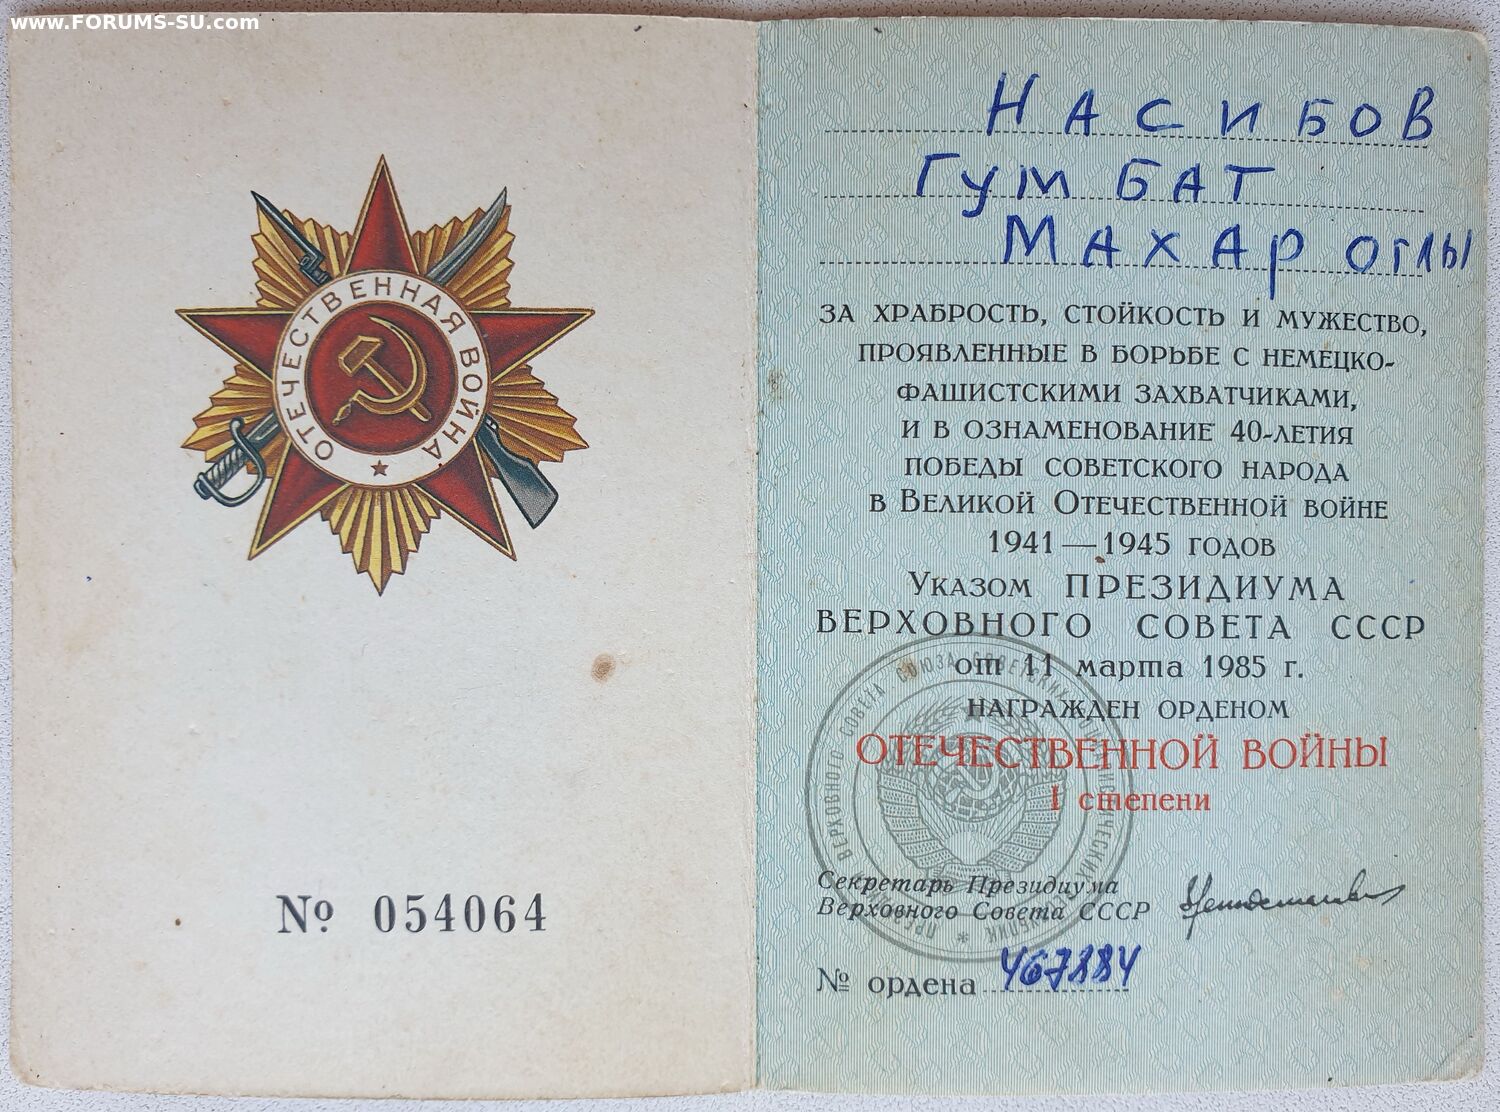 www.FORUMS-SU.com
ОТЕЧЕСТВЕННАЯ ВОЙНА
№ 054064
НАСИБОВ
ГУМБАТ
МАХАР ОГЛЫ
ЗА ХРАБРОСТЬ, СТОЙКОСТЬ И МУЖЕСТВО,
ПРОЯВЛЕННЫЕ В БОРЬБЕ С НЕМЕЦКО-
ФАШИСТСКИМИ ЗАХВАТЧИКАМИ,
И В ОЗНАМЕНОВАНИЕ 40-ЛЕТИЯ
ПОБЕДЫ СОВЕТСКОГО НАРОДА
В ВЕЛИКОЙ ОТЕЧЕСТВЕННОЙ ВОЙНЕ
1941—1945 ГОДОВ
УКАЗОМ ПРЕЗИДИУМА
ВЕРХОВНОГО СОВЕТА СССР
от 11 марта 1985 г.
НАГРАЖДЕН ОРДЕНОМ
ОТЕЧЕСТВЕННОЙ ВОЙНЫ
I степени
Секретарь Президиума
Верховного Совета СССР
№ ордена 467884